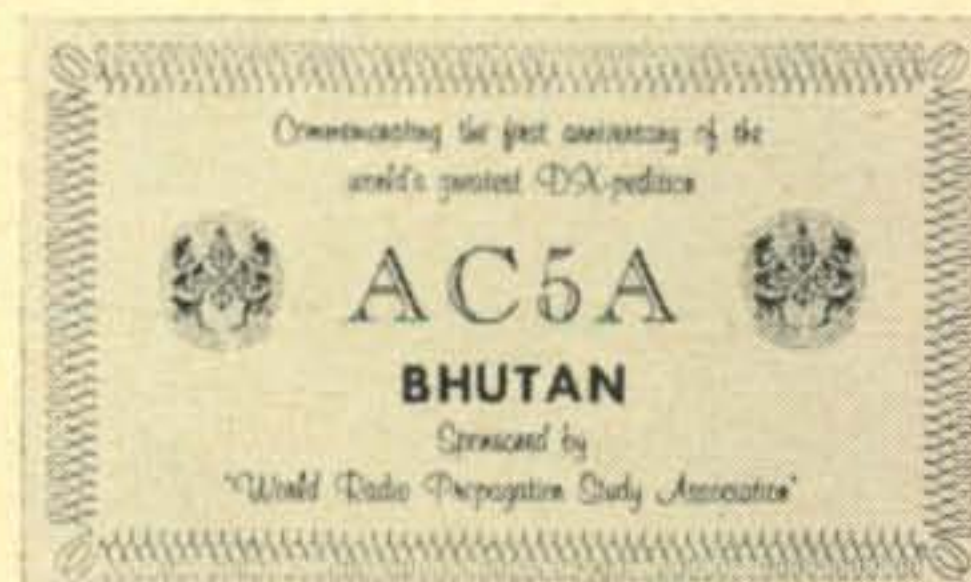 Commemorating the first anniversary of the
world's greatest DX-pedition
AC5A
BHUTAN
Sponsored by
"World Radio Propagation Study Association"